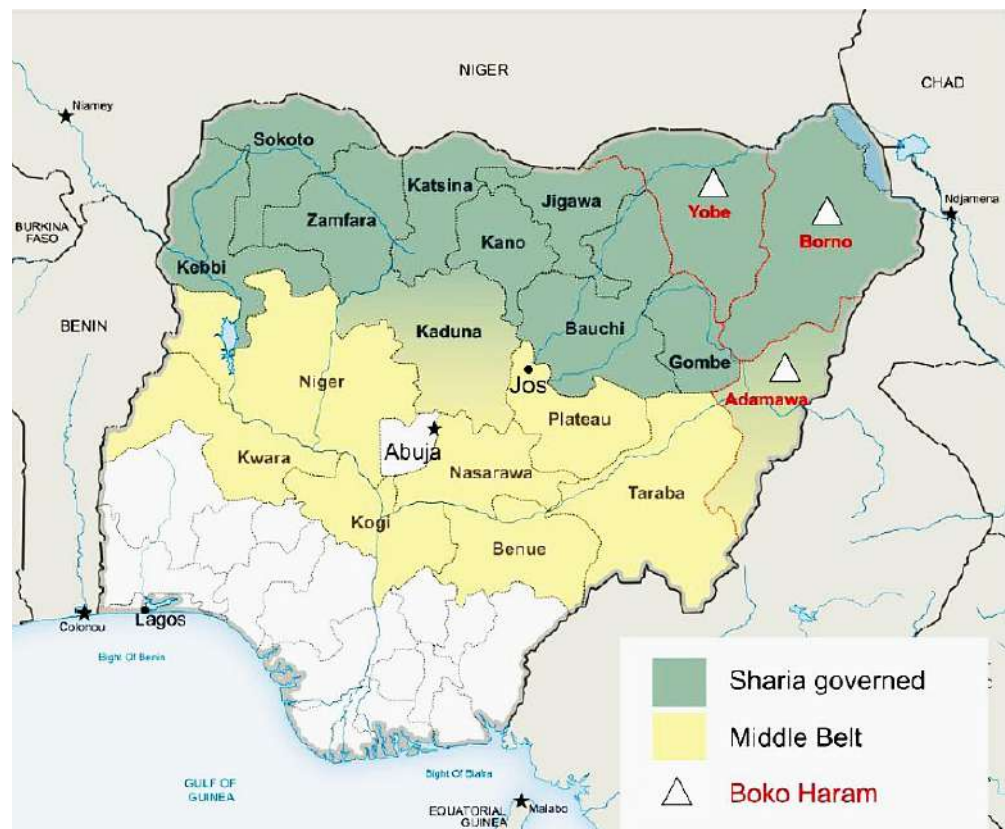 NIGER
CHAD
Niamey
Sokoto
Katsina
Jigawa
Yobe
Ndjamena
Zamfara
Kano
Borno
BURKINA
FASO
Kebbi
BENIN
Kaduna
Bauchi
Gombe
Niger
Jos
Adamawa
Plateau
Abuja
Kwara
Nasarawa
Taraba
Kogi
Benue
Colonou
Lagos
Bight Of Benin
Sharia governed
Middle Belt
Boko Haram
GULF OF
GUINEA
Bight Of Biafra
EQUATORIAL
GUINEA
Malabo